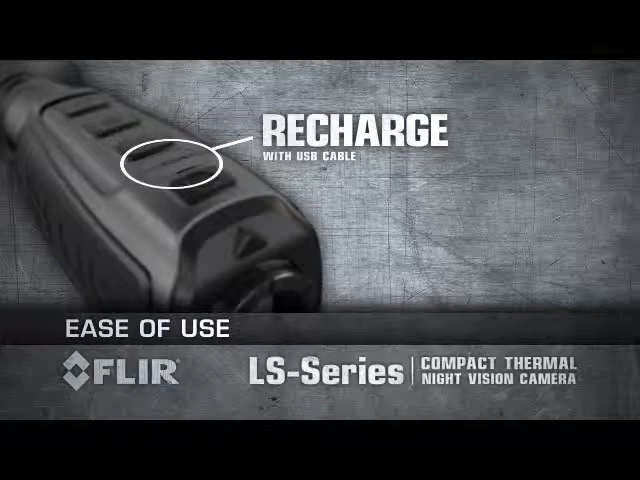 RECHARGE
WITH USB CABLE
EASE OF USE
FLIR
LS-Series
COMPACT THERMAL
NIGHT VISION CAMERA